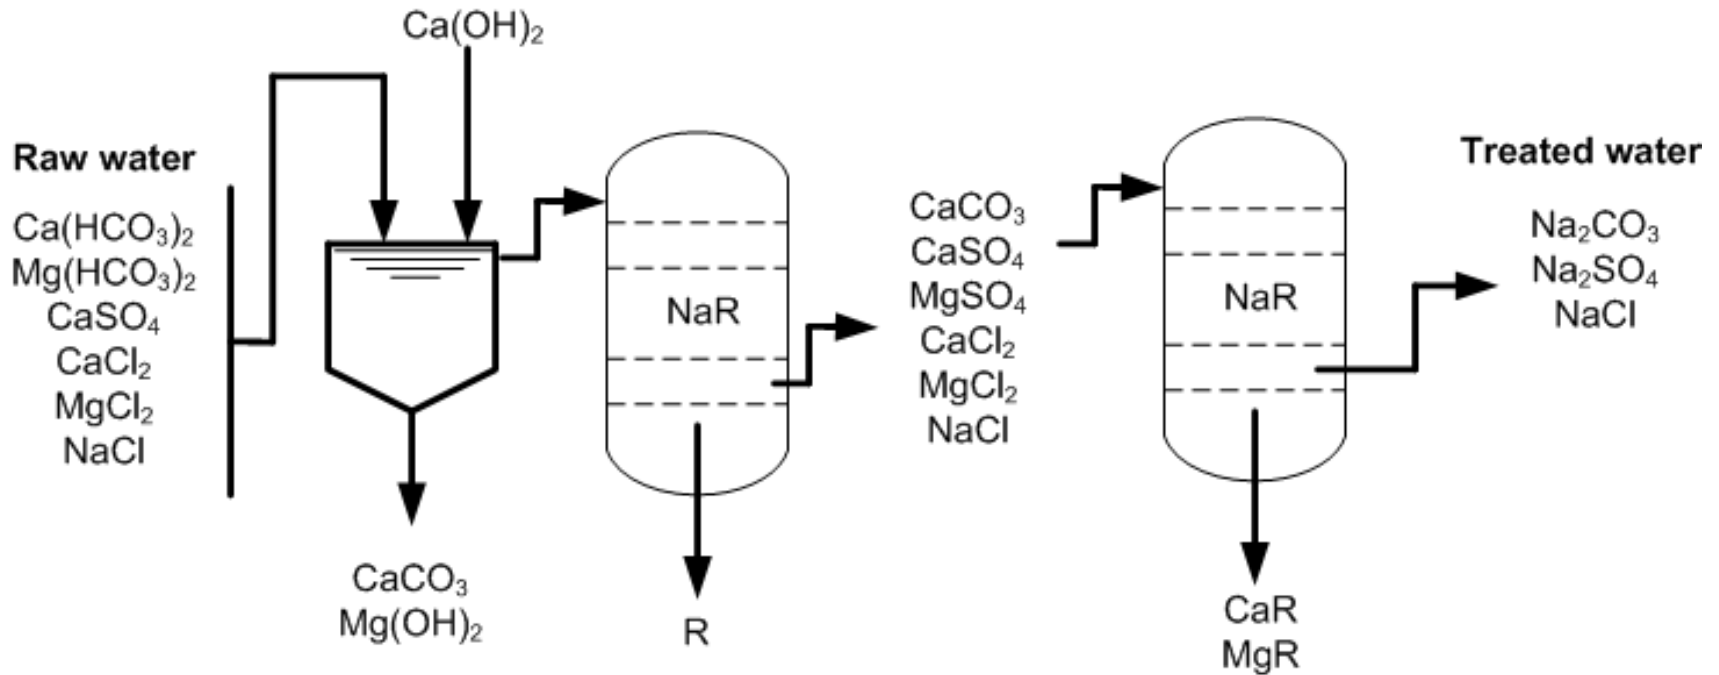 Ca(OH)₂
Raw water
Ca(HCO₃)₂
Mg(HCO₃)₂
CaSO₄
CaCl₂
MgCl₂
NaCl
CaCO₃
Mg(OH)₂
NaR
R
CaCO₃
CaSO₄
MgSO₄
CaCl₂
MgCl₂
NaCl
NaR
CaR
MgR
Treated water
Na₂CO₃
Na₂SO₄
NaCl